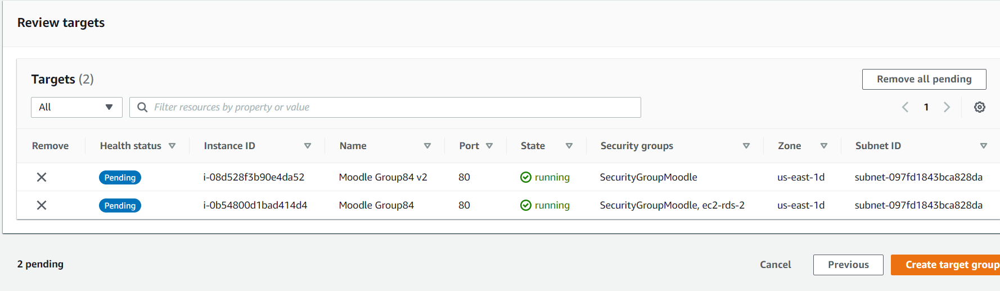 Review targets
Targets (2)
Remove all pending
All
Filter resources by property or value
1
Remove Health status Instance ID Name Port State Security groups Zone Subnet ID
Pending i-08d528f3b90e4da52 Moodle Group84 v2 80 running SecurityGroupMoodle us-east-1d subnet-097fd1843bca828da
Pending i-0b54800d1bad414d4 Moodle Group84 80 running SecurityGroupMoodle, ec2-rds-2 us-east-1d subnet-097fd1843bca828da
2 pending
Cancel Previous Create target group